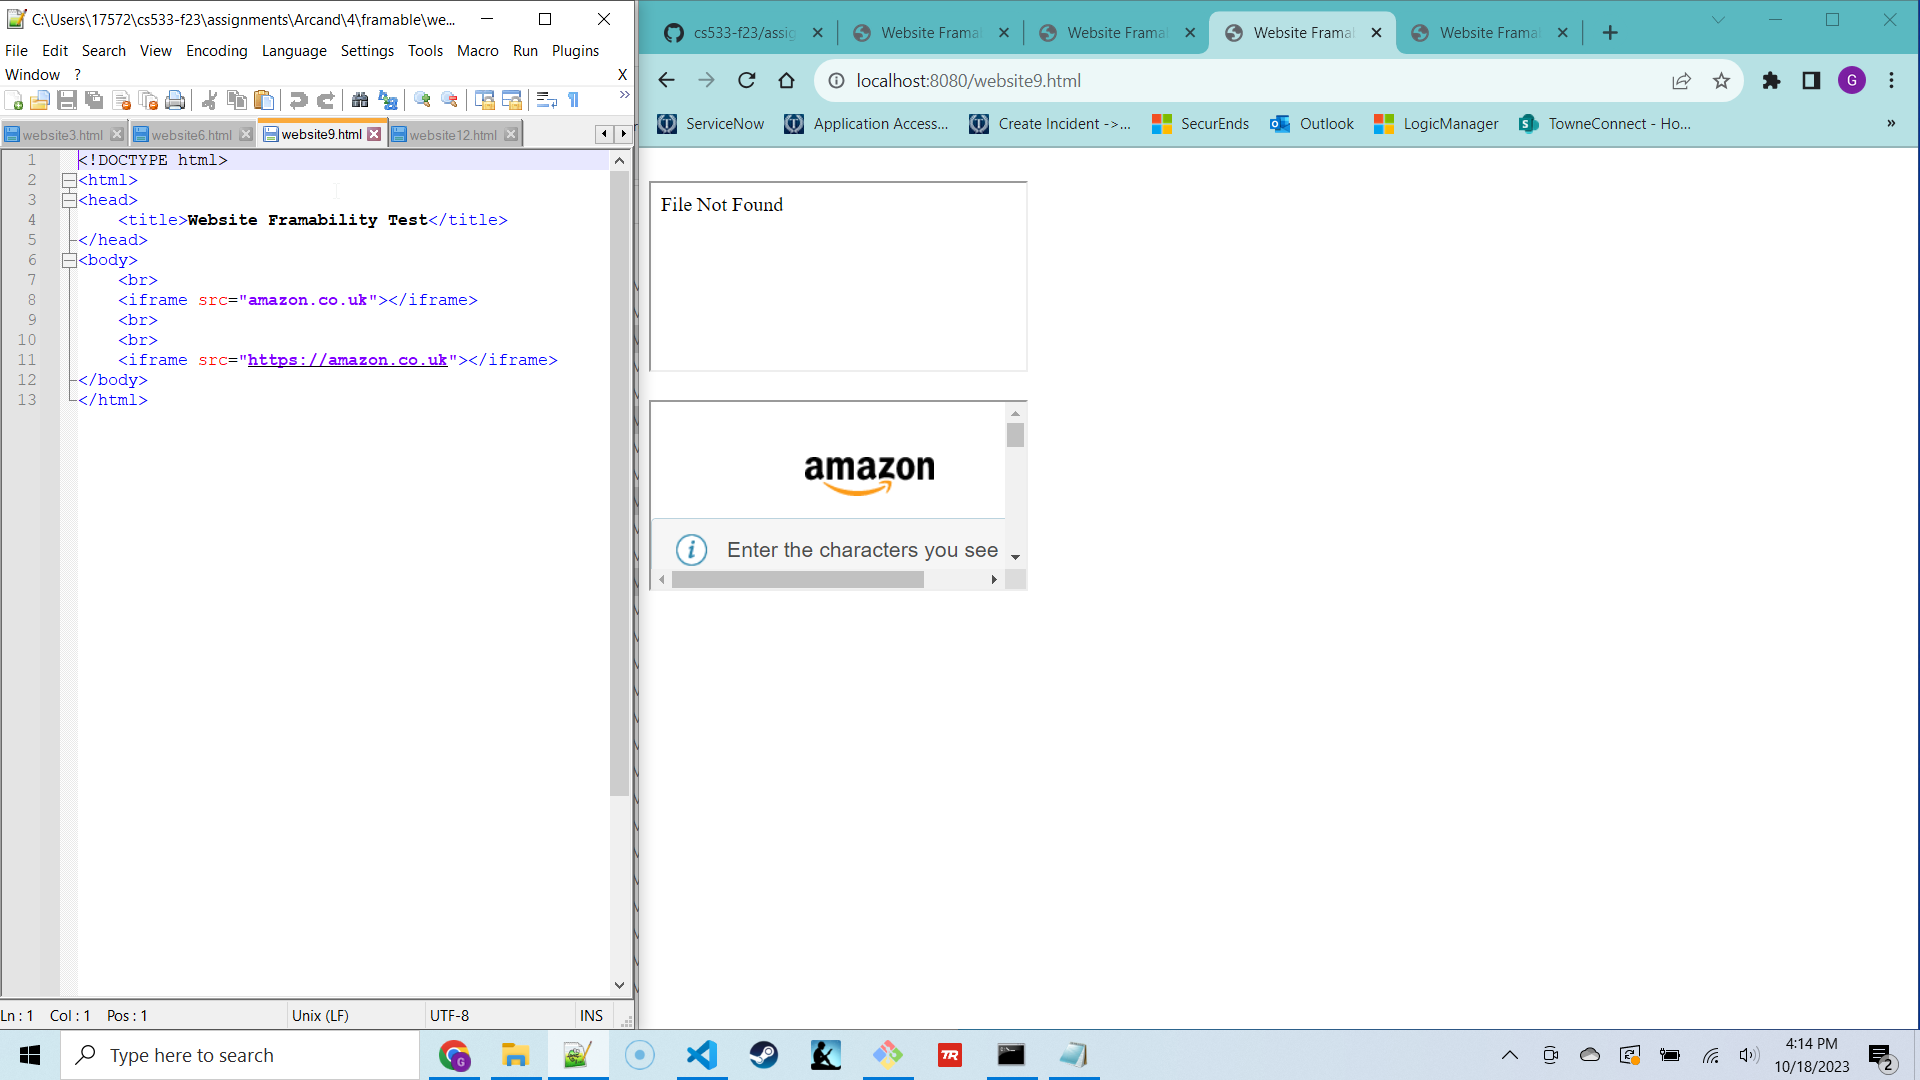 C:\Users\17572\cs533-f23\assignments\Arcand\4\framable\we...
File Edit Search View Encoding Language Settings Tools Macro Run Plugins
Window ? X
website3.html website6.html website9.html website12.html
1 <!DOCTYPE html>
2 <html>
3 <head>
4 <title>Website Framability Test</title>
5 </head>
6 <body>
7 <br>
8 <iframe src="amazon.co.uk"></iframe>
9 <br>
10 <br>
11 <iframe src="https://amazon.co.uk"></iframe>
12 </body>
13 </html>
Ln : 1 Col : 1 Pos : 1 Unix (LF) UTF-8 INS
cs533-f23/assig Website Frama Website Frama Website Frama Website Frama
localhost:8080/website9.html G
ServiceNow Application Access... Create Incident ->... SecurEnds Outlook LogicManager TowneConnect - Ho... »
File Not Found
amazon
Enter the characters you see
Type here to search
G
TR
4:14 PM
10/18/2023
2